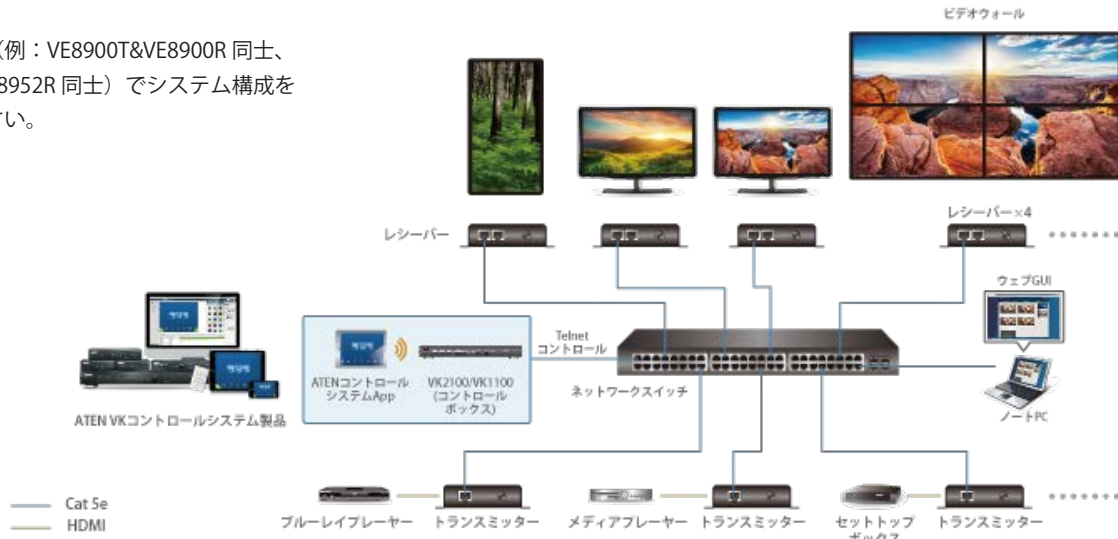 （例：VE8900T&VE8900R 同士、
8952R 同士）でシステム構成を
さい。
ビデオウォール
レシーバー
レシーバー×4
ウェブGUI
Telnet
コントロール
ATENコントロール
システムApp
VK2100/VK1100
(コントロール
ボックス)
ネットワークスイッチ
ノートPC
ATEN VKコントロールシステム製品
Cat 5e
HDMI
ブルーレイプレーヤー
トランスミッター
メディアプレーヤー
トランスミッター
セットトップ
ボックス
トランスミッター